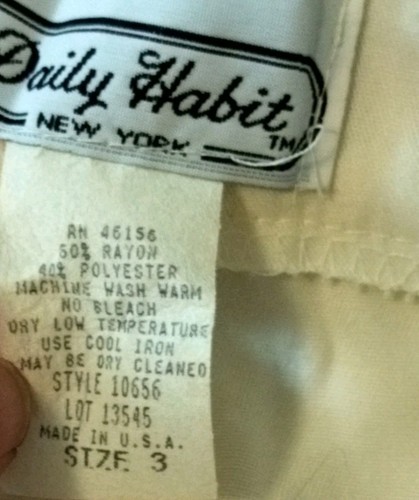 Daily Habit
NEW YORK TM
RN 46156
60% RAYON
40% POLYESTER
MACHINE WASH WARM
NO BLEACH
DRY LOW TEMPERATURE
USE COOL IRON
MAY BE DRY CLEANED
STYLE 10656
LOT 13545
MADE IN U.S.A.
SIZE 3